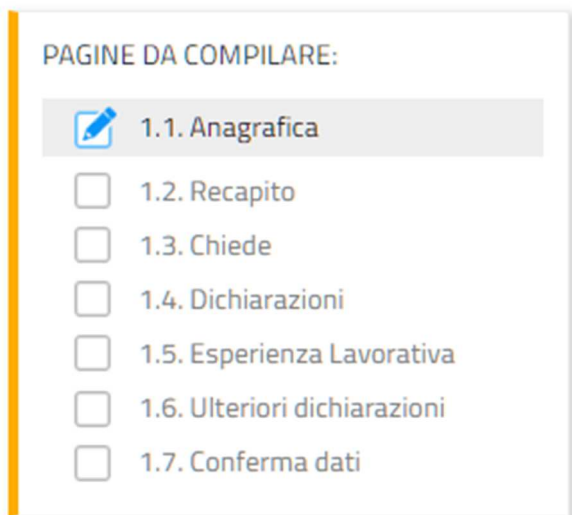 PAGINE DA COMPILARE:
1.1. Anagrafica
1.2. Recapito
1.3. Chiede
1.4. Dichiarazioni
1.5. Esperienza Lavorativa
1.6. Ulteriori dichiarazioni
1.7. Conferma dati